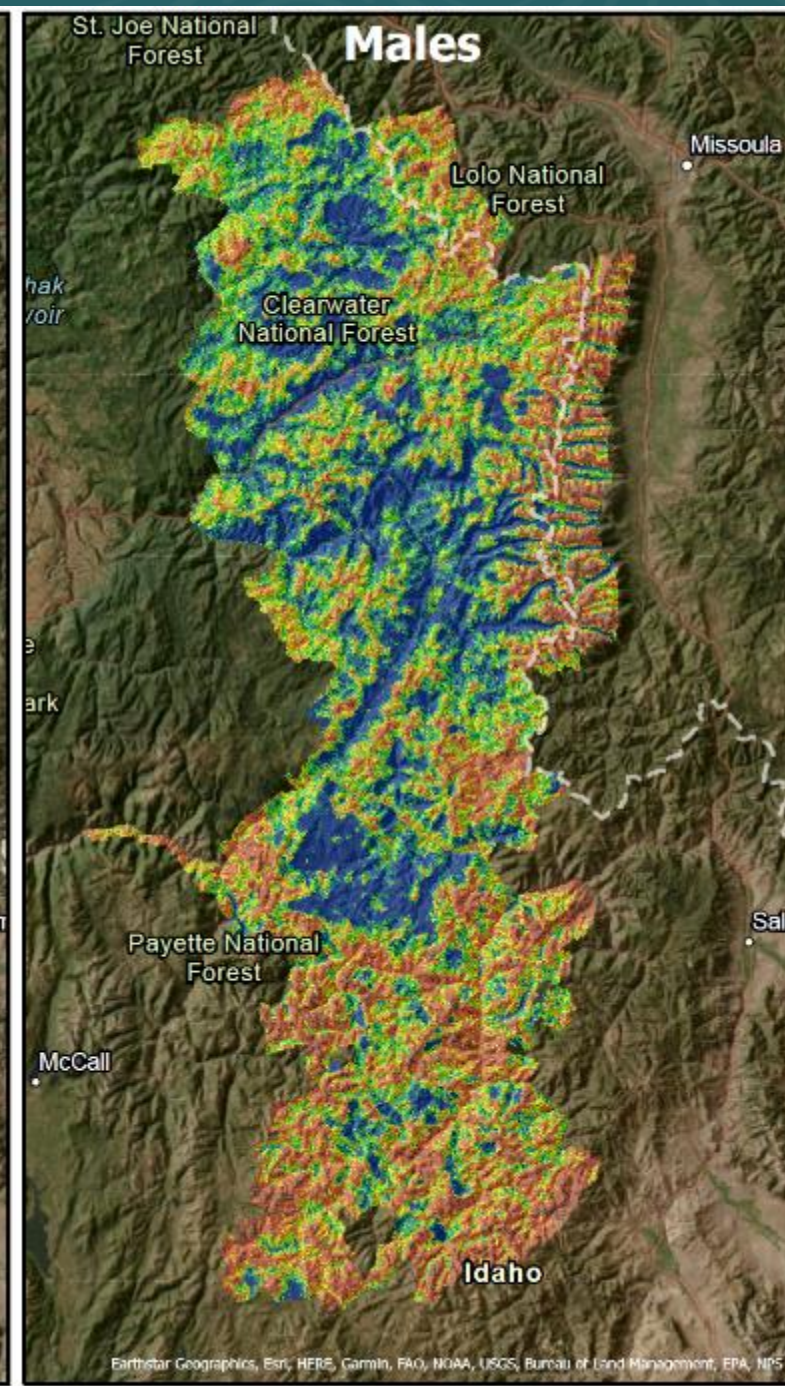 St. Joe National
Forest
Males
Missoula
Lolo National
Forest
hak
voir
Clearwater
National Forest
e
ark
Payette National
Forest
Sal
McCall
Idaho
Earthstar Geographics, Esri, HERE, Garmin, FAO, NOAA, USGS, Bureau of Land Management, EPA, NPS